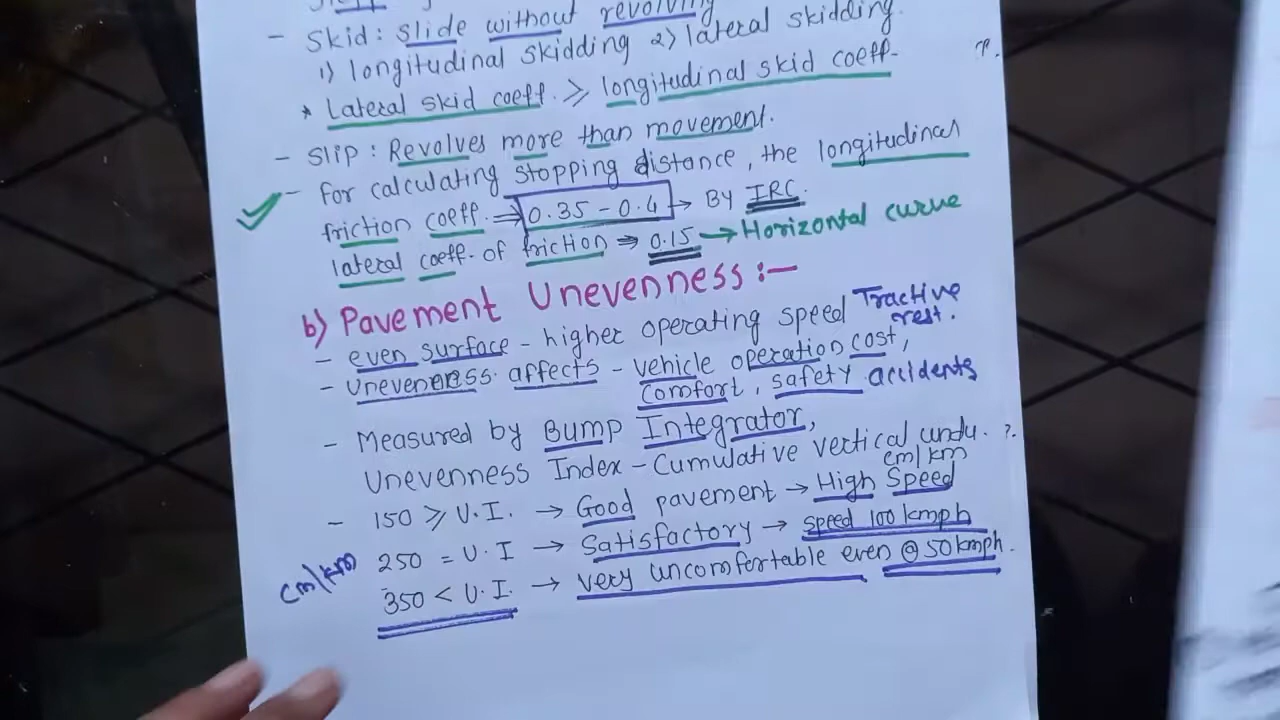 - Skid: slide without revolving
1) longitudinal skidding 2) lateral skidding.
* Lateral skid coeff. ≥ longitudinal skid coeff.
- Slip: Revolves more than movement.
- for calculating stopping distance, the longitudinal
friction coeff. ⇒ 0.35 - 0.4 → By IRC.
lateral coeff. of friction ⇒ 0.15 → Horizontal curve
b) Pavement Unevenness :-
- even surface - higher operating speed Tractive rest.
- Unevenness affects - vehicle operation cost,
comfort, safety accidents
- Measured by Bump Integrator,
Unevenness Index - Cumulative vertical undu.
cm/km
- 150 ≥ U.I. → Good pavement → High Speed
250 = U.I → Satisfactory → speed 100 kmph
cm/km
350 < U.I. → very uncomfortable even @ 50 kmph.